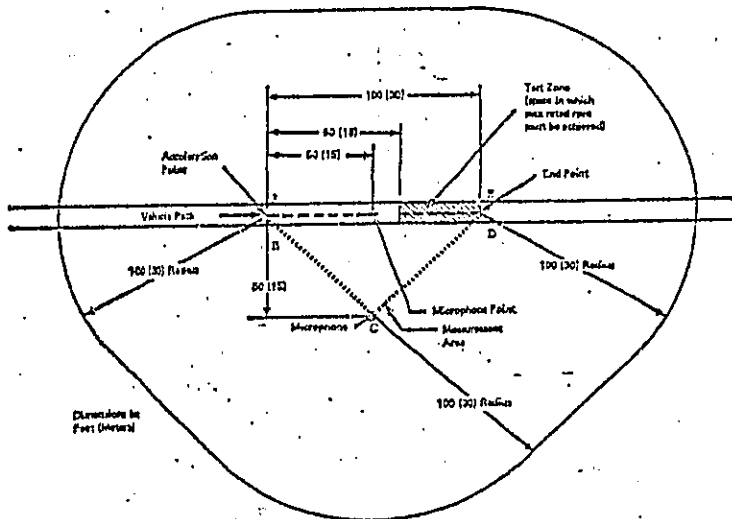 100 (30)
Test Zone
(space in which
max rated rpm
must be achieved)
60 (18)
50 (15)
Acceleration
Point
End Point
Vehicle Path
B
D
100 (30) Radius
50 (15)
100 (30) Radius
Microphone Point
Microphone
C
Measurement
Area
100 (30) Radius
Dimensions in
Feet (Meters)